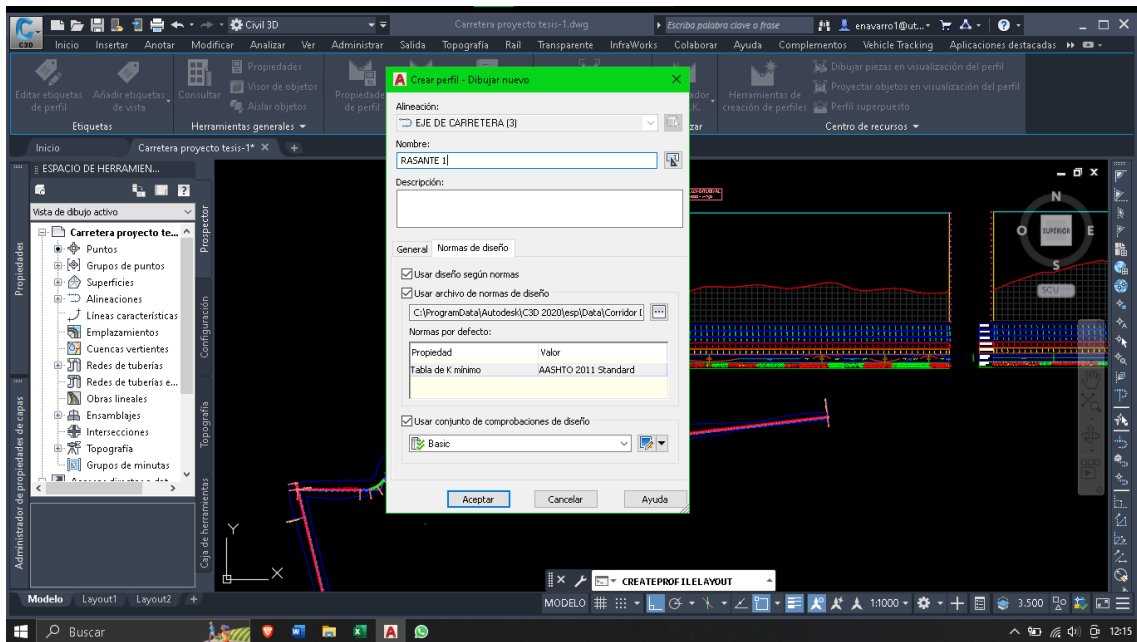 C3D
Civil 3D
Carretera proyecto tesis-1.dwg
Escriba palabra clave o frase
enavarro1@ut...
Inicio Insertar Anotar Modificar Analizar Ver Administrar Salida Topografía Raíl Transparente InfraWorks Colaborar Ayuda Complementos Vehicle Tracking Aplicaciones destacadas
Editar etiquetas de perfil
Añadir etiquetas de vista
Etiquetas
Consultar
Propiedades
Visor de objetos
Aislar objetos
Herramientas generales
Propiedade
de perfil
Herramientas de creación de perfiles
Dibujar piezas en visualización del perfil
Proyectar objetos en visualización del perfil
Perfil superpuesto
Centro de recursos
Inicio Carretera proyecto tesis-1* × +
ESPACIO DE HERRAMIEN...
Vista de dibujo activo
Carretera proyecto te...
Puntos
Grupos de puntos
Superficies
Alineaciones
Líneas características
Emplazamientos
Cuencas vertientes
Redes de tuberías
Redes de tuberías e...
Obras lineales
Ensamblajes
Intersecciones
Topografía
Grupos de minutas
Prospector
Configuración
Topografía
Caja de herramientas
Propiedades
Administrador de propiedades de capas
Crear perfil - Dibujar nuevo
Alineación:
EJE DE CARRETERA (3)
Nombre:
RASANTE 1
Descripción:
General Normas de diseño
Usar diseño según normas
Usar archivo de normas de diseño
C:\ProgramData\Autodesk\C3D 2020\esp\Data\Corridor
Normas por defecto:
Propiedad Valor
Tabla de K mínimo AASHTO 2011 Standard
Usar conjunto de comprobaciones de diseño
Basic
Aceptar Cancelar Ayuda
N
O SUPERIOR E
S
SCU
Y
X
CREATEPROFILELAYOUT
Modelo Layout1 Layout2 +
MODELO 1:1000 3.500
Buscar
12:15